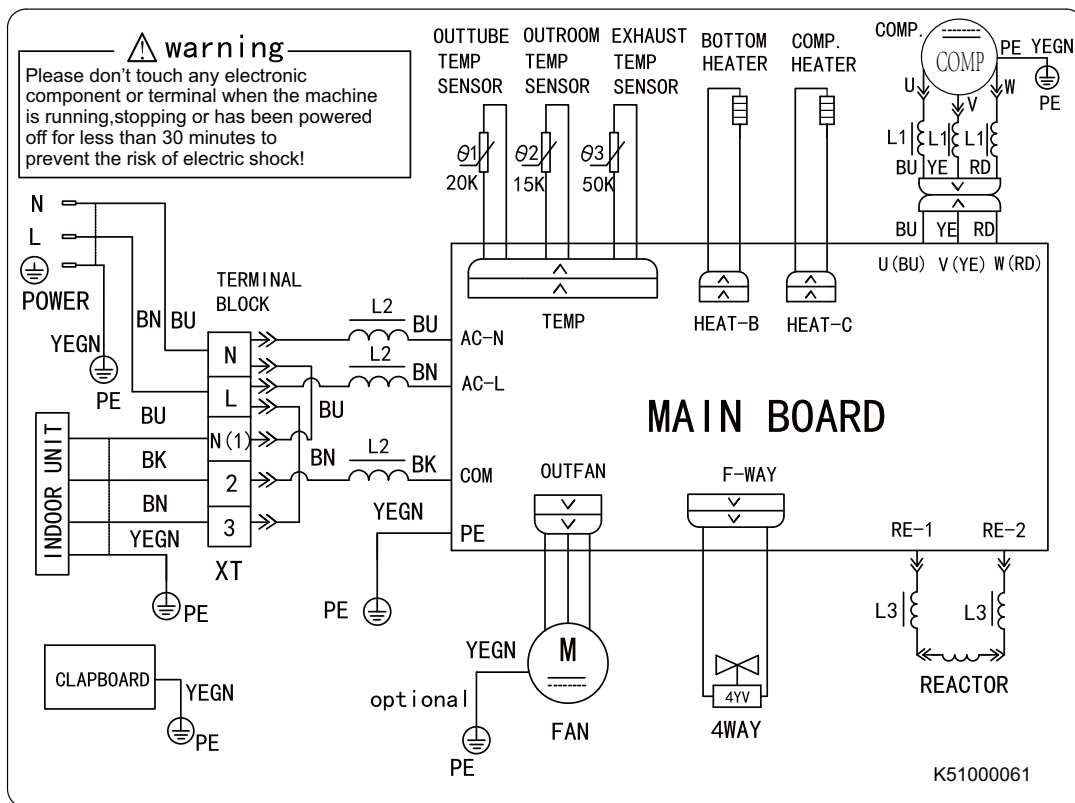 warning
Please don't touch any electronic
component or terminal when the machine
is running,stopping or has been powered
off for less than 30 minutes to
prevent the risk of electric shock!
OUTTUBE
TEMP
SENSOR
OUTROOM
TEMP
SENSOR
EXHAUST
TEMP
SENSOR
BOTTOM
HEATER
COMP.
HEATER
COMP.
COMP
PE YEGN
PE
U
V
W
L1
L1
L1
BU YE RD
BU YE RD
U(BU) V(YE) W(RD)
θ1
20K
θ2
15K
θ3
50K
TEMP
HEAT-B
HEAT-C
N
L
POWER
YEGN
PE
BN
BU
TERMINAL
BLOCK
N
L
N(1)
2
3
XT
L2
BU
AC-N
L2
BN
AC-L
BU
BN
L2
BK
COM
YEGN
PE
PE
MAIN BOARD
INDOOR UNIT
BU
BK
BN
YEGN
PE
CLAPBOARD
YEGN
PE
OUTFAN
M
FAN
YEGN
optional
PE
F-WAY
4YV
4WAY
RE-1
RE-2
L3
L3
REACTOR
K51000061